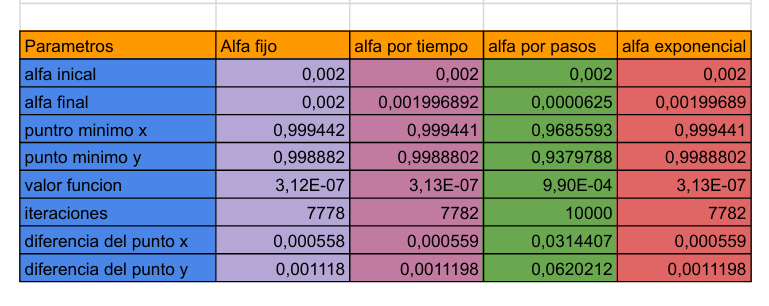 Parametros Alfa fijo alfa por tiempo alfa por pasos alfa exponencial
alfa inical 0,002 0,002 0,002 0,002
alfa final 0,002 0,001996892 0,0000625 0,00199689
puntro minimo x 0,999442 0,999441 0,9685593 0,999441
punto minimo y 0,998882 0,9988802 0,9379788 0,9988802
valor funcion 3,12E-07 3,13E-07 9,90E-04 3,13E-07
iteraciones 7778 7782 10000 7782
diferencia del punto x 0,000558 0,000559 0,0314407 0,000559
diferencia del punto y 0,001118 0,0011198 0,0620212 0,0011198